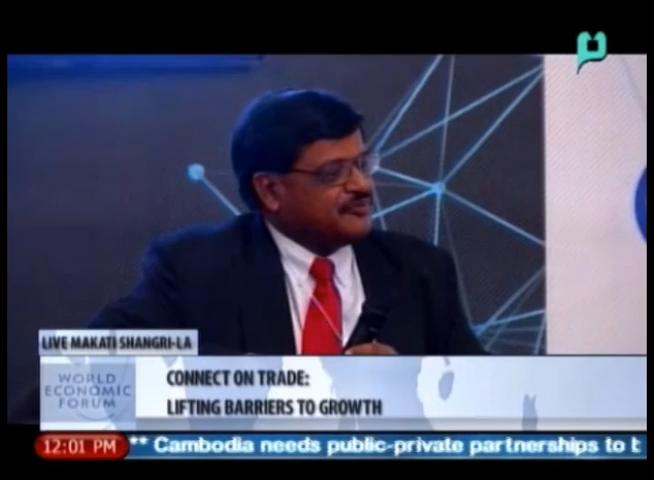 LIVE MAKATI SHANGRI-LA
WORLD
ECONOMIC
FORUM
CONNECT ON TRADE:
LIFTING BARRIERS TO GROWTH
12:01 PM ** Cambodia needs public-private partnerships to